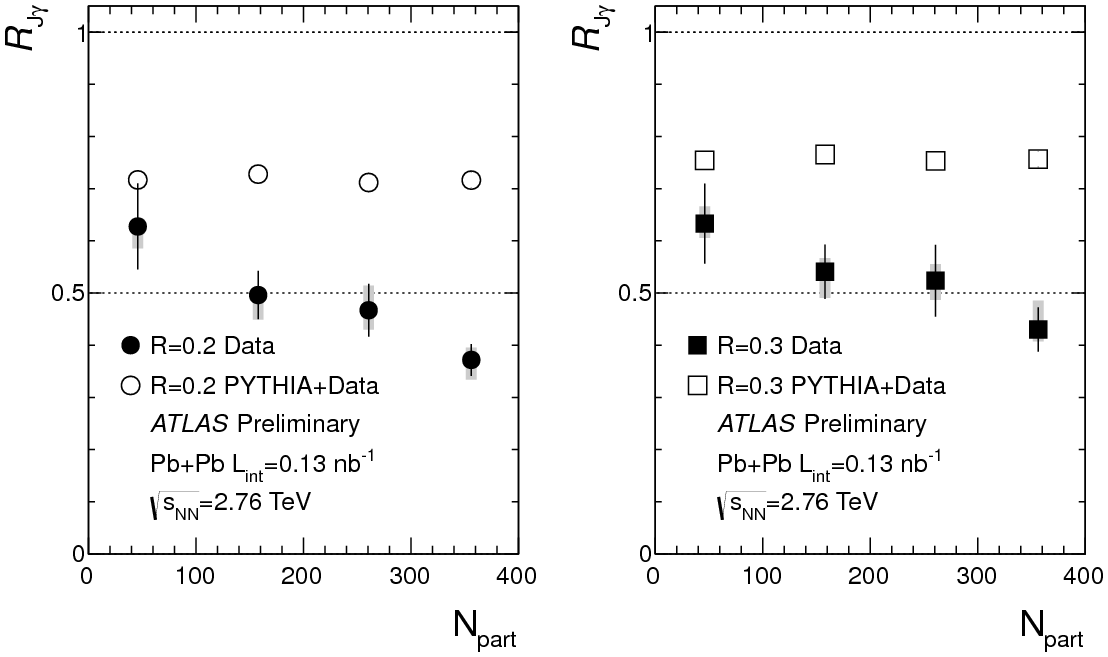 R_Jγ
1
0.5
0
R=0.2 Data
R=0.2 PYTHIA+Data
ATLAS Preliminary
Pb+Pb L_int=0.13 nb^-1
√s_NN=2.76 TeV
0 100 200 300 400
N_part
R_Jγ
1
0.5
0
R=0.3 Data
R=0.3 PYTHIA+Data
ATLAS Preliminary
Pb+Pb L_int=0.13 nb^-1
√s_NN=2.76 TeV
0 100 200 300 400
N_part